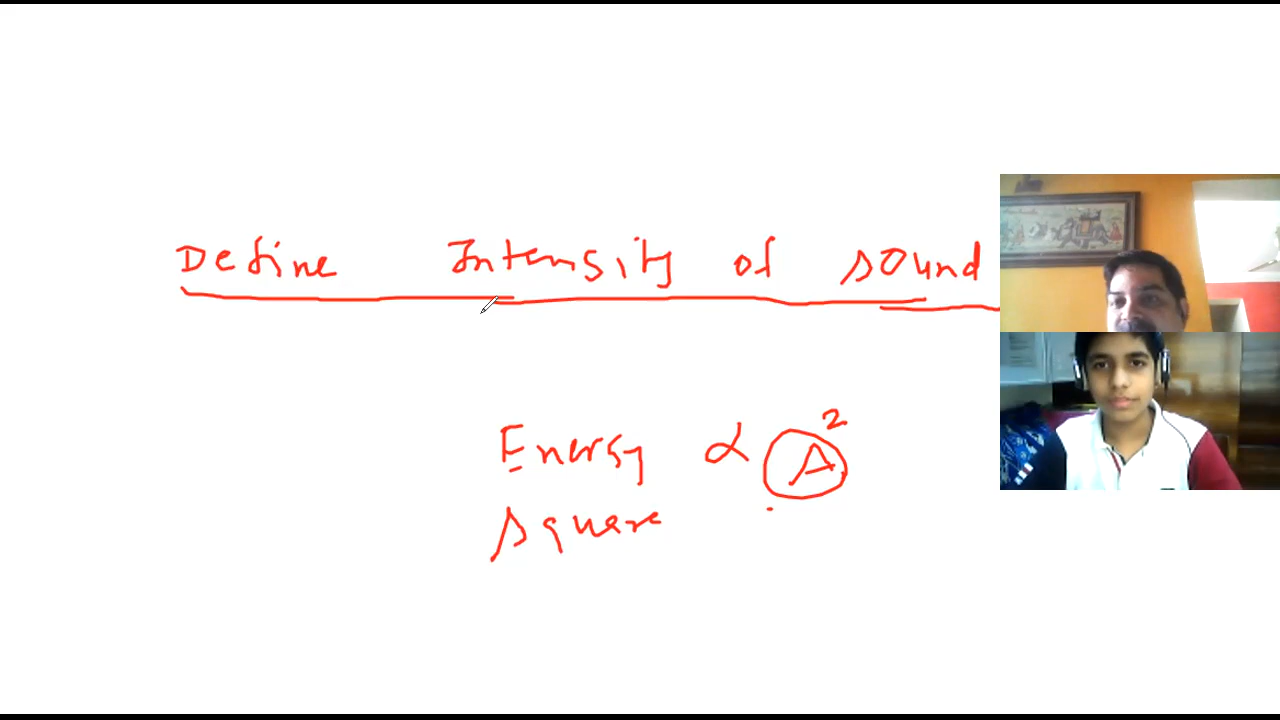 Define Intensity of sound
Energy ∝ A²
square